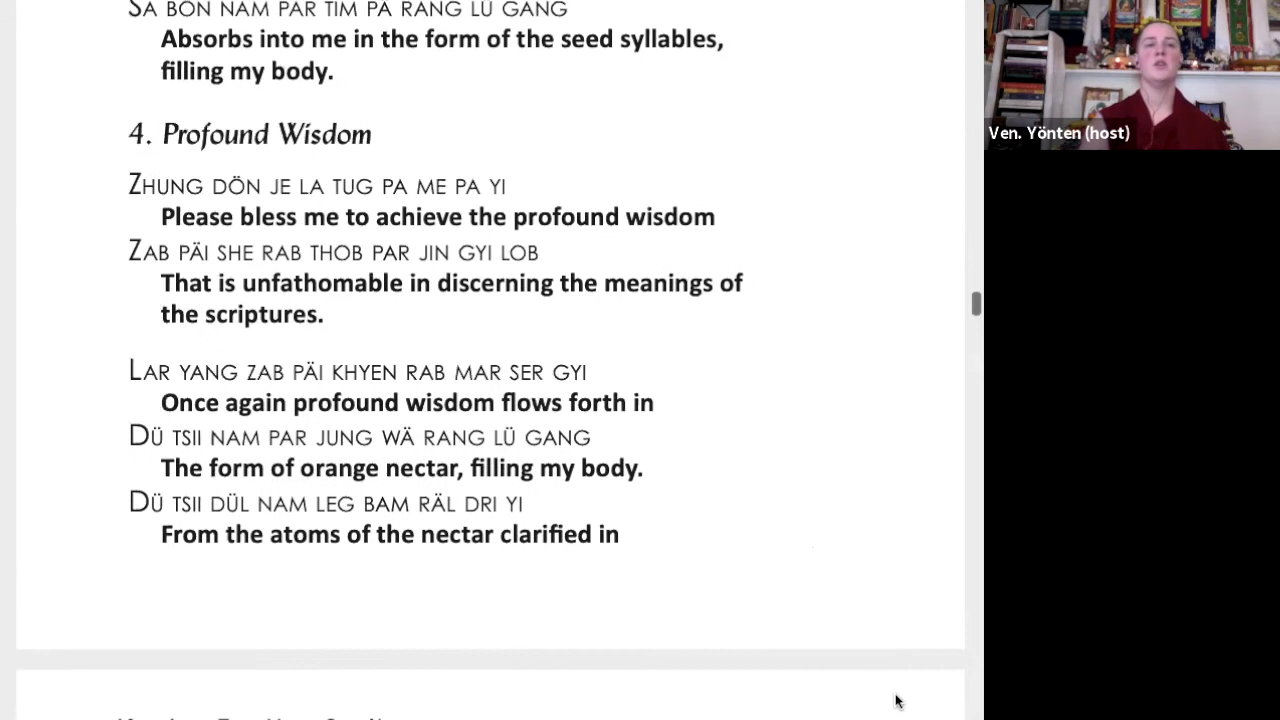 SA BÖN NAM PAR TIM PA RANG LÜ GANG
Absorbs into me in the form of the seed syllables,
filling my body.
4. Profound Wisdom
ZHUNG DÖN JE LA TUG PA ME PA YI
Please bless me to achieve the profound wisdom
ZAB PÄI SHE RAB THOB PAR JIN GYI LOB
That is unfathomable in discerning the meanings of
the scriptures.
LAR YANG ZAB PÄI KHYEN RAB MAR SER GYI
Once again profound wisdom flows forth in
DÜ TSII NAM PAR JUNG WÄ RANG LÜ GANG
The form of orange nectar, filling my body.
DÜ TSII DÜL NAM LEG BAM RÄL DRI YI
From the atoms of the nectar clarified in
Ven. Yönten (host)